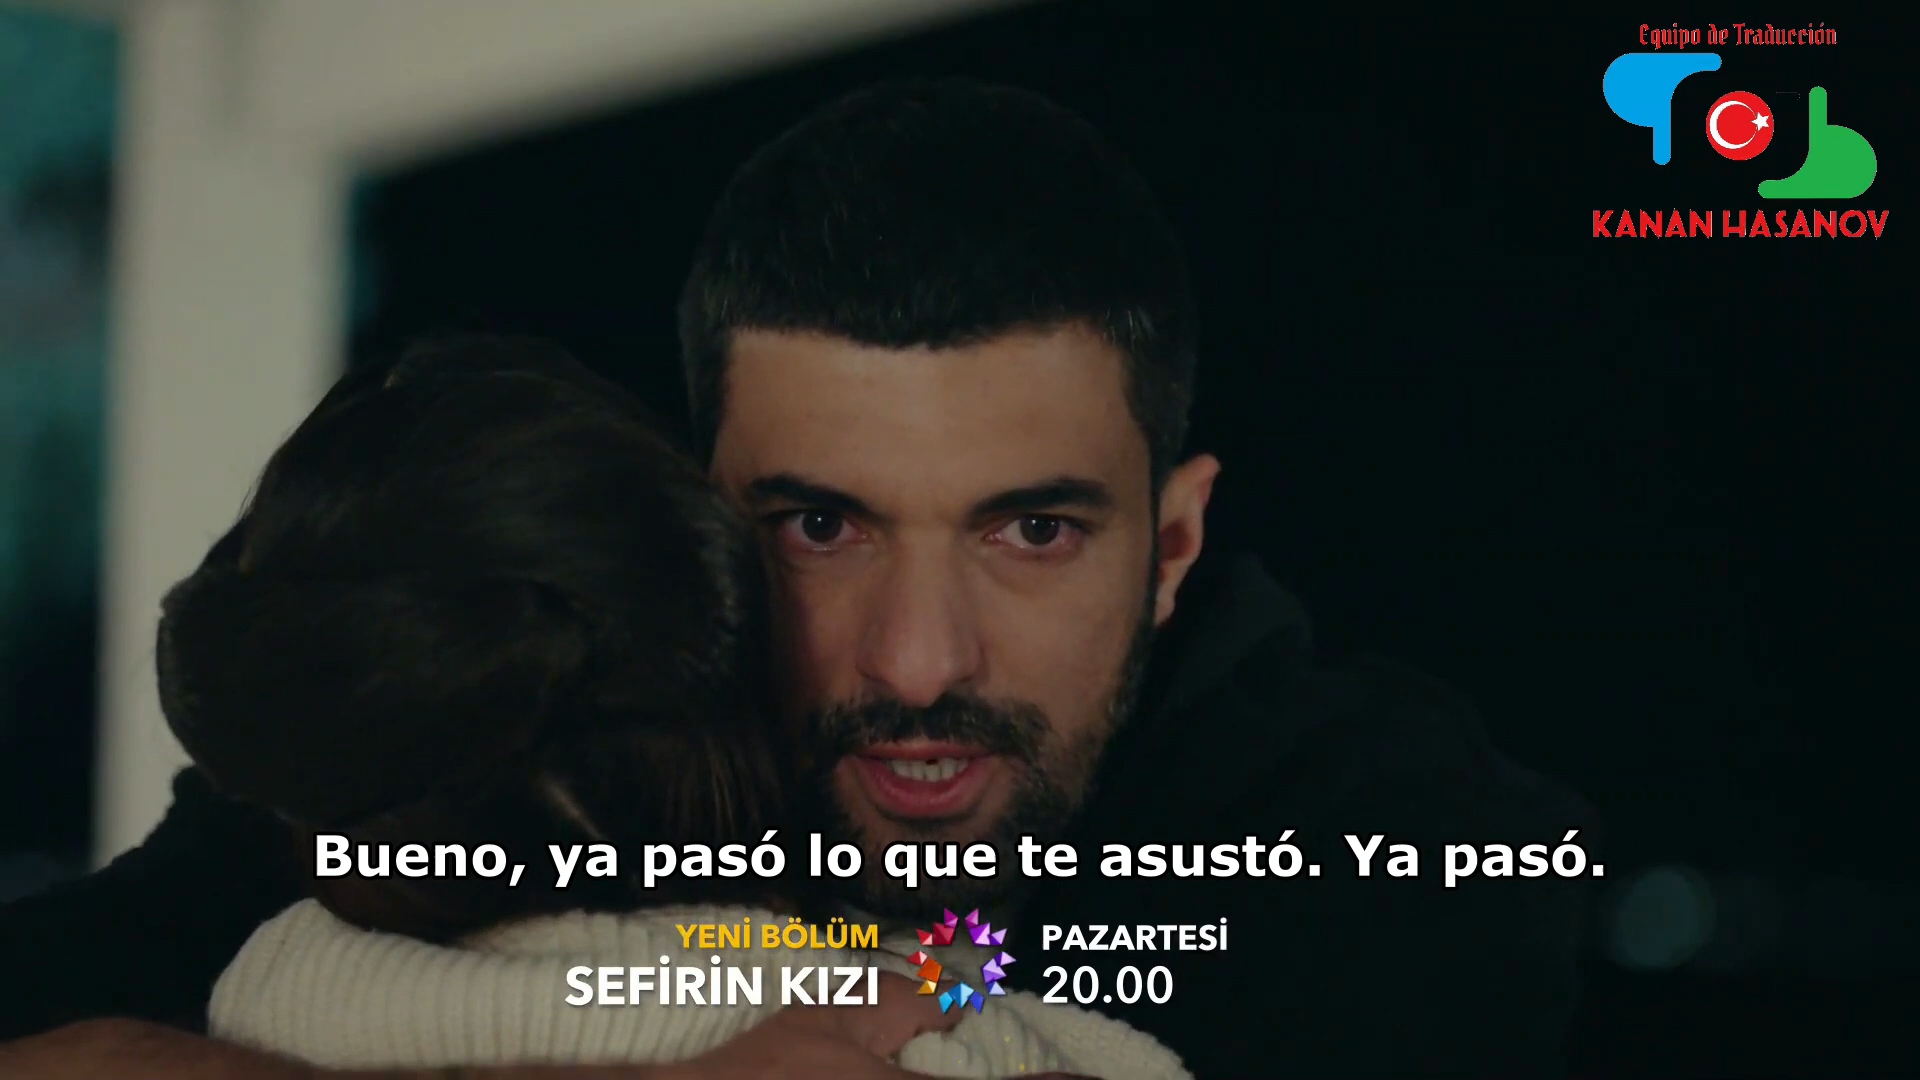 Equipo de Traducción
KANAN HASANOV
Bueno, ya pasó lo que te asustó. Ya pasó.
YENİ BÖLÜM
SEFİRİN KIZI
PAZARTESİ
20.00